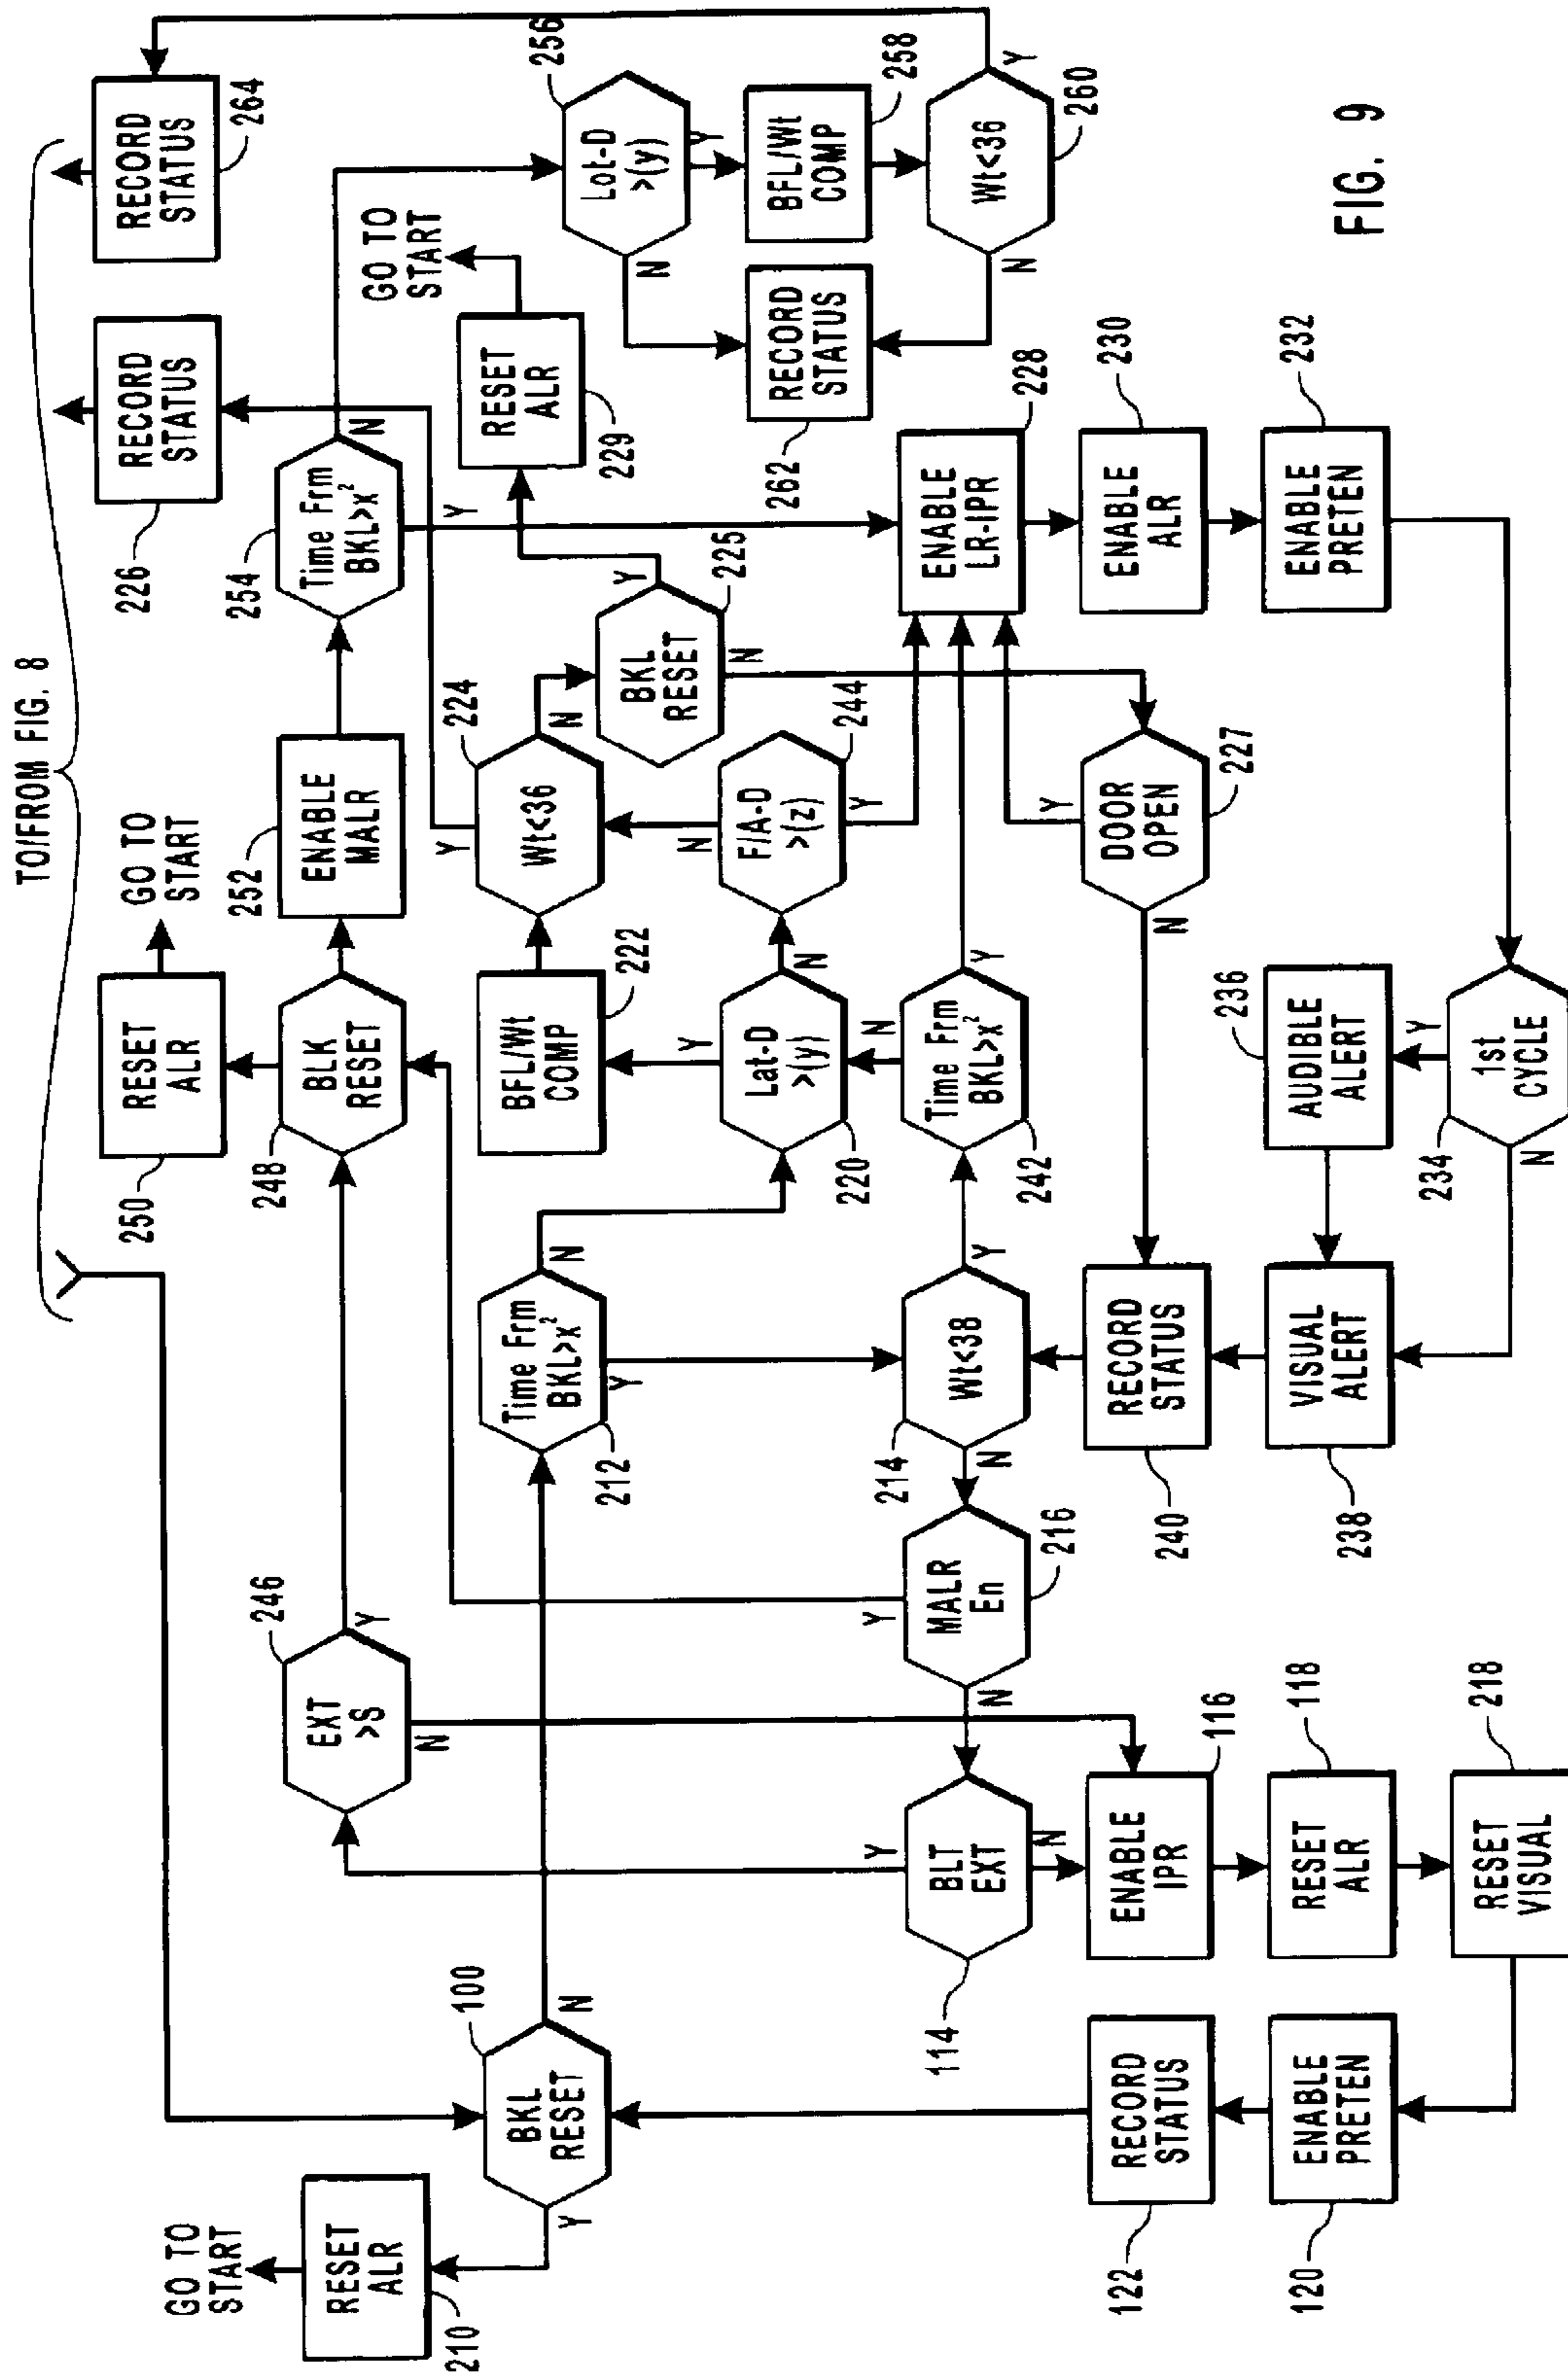 TO/FROM FIG. 8
GO TO
START
RESET
ALR
210
BKL
RESET
100
Y
N
RECORD
STATUS
122
ENABLE
PRETEN
120
EXT
>S
246
Y
N
BLT
EXT
114
Y
N
ENABLE
IPR
116
RESET
ALR
118
RESET
VISUAL
218
MALR
En
216
Y
N
Time Frm
BKL>x²
212
N
Y
Wt<38
214
Y
N
RECORD
STATUS
240
VISUAL
ALERT
238
RESET
ALR
250
GO TO
START
BLK
RESET
248
BFL/Wt
COMP
222
Lat-D
>(y)
220
Y
N
Time Frm
BKL>x²
242
N
Y
AUDIBLE
ALERT
236
1st
CYCLE
234
Y
N
ENABLE
MALR
252
Wt<36
224
Y
N
BKL
RESET
225
Y
N
F/A-D
>(z)
244
N
Y
DOOR
OPEN
227
Y
N
RECORD
STATUS
226
Time Frm
BKL>x²
254
N
Y
RESET
ALR
229
GO TO
START
ENABLE
LR-IPR
228
ENABLE
ALR
230
ENABLE
PRETEN
232
RECORD
STATUS
264
Lot-D
>(y)
256
N
Y
BFL/Wt
COMP
258
Wt<36
260
Y
N
RECORD
STATUS
262
FIG. 9